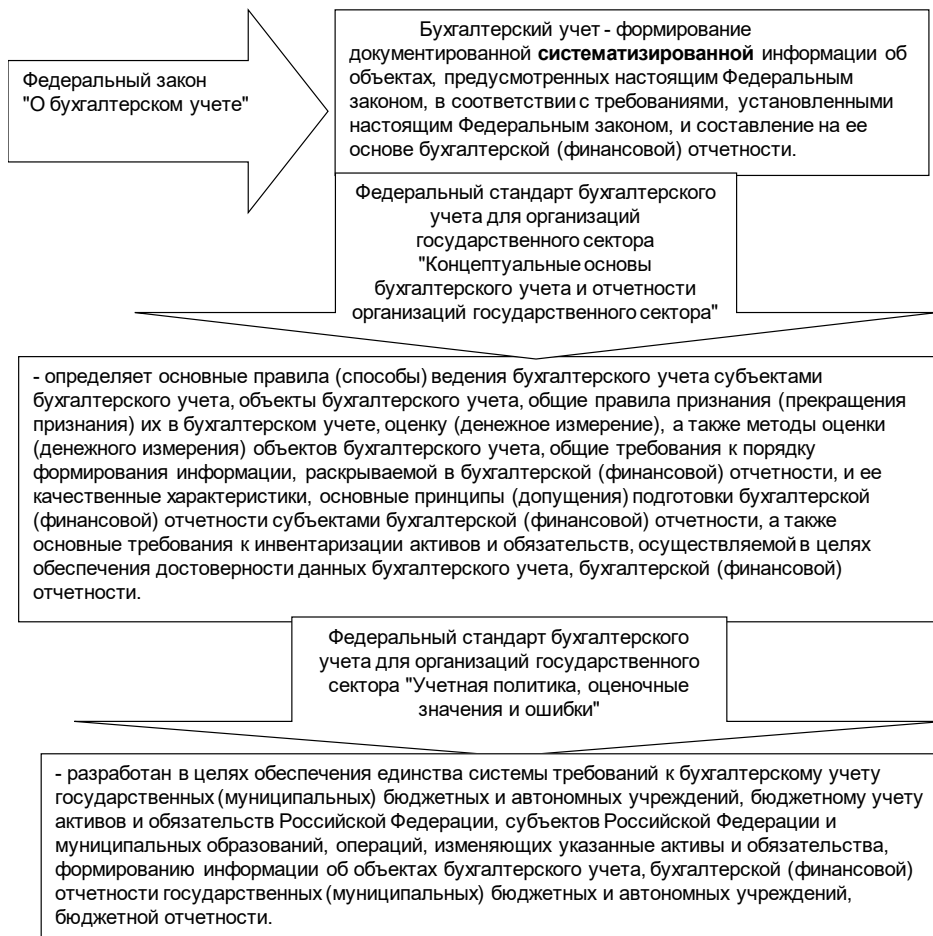 Федеральный закон
"О бухгалтерском учете"
Бухгалтерский учет - формирование
документированной систематизированной информации об
объектах, предусмотренных настоящим Федеральным
законом, в соответствии с требованиями, установленными
настоящим Федеральным законом, и составление на ее
основе бухгалтерской (финансовой) отчетности.
Федеральный стандарт бухгалтерского
учета для организаций
государственного сектора
"Концептуальные основы
бухгалтерского учета и отчетности
организаций государственного сектора"
- определяет основные правила (способы) ведения бухгалтерского учета субъектами
бухгалтерского учета, объекты бухгалтерского учета, общие правила признания (прекращения
признания) их в бухгалтерском учете, оценку (денежное измерение), а также методы оценки
(денежного измерения) объектов бухгалтерского учета, общие требования к порядку
формирования информации, раскрываемой в бухгалтерской (финансовой) отчетности, и ее
качественные характеристики, основные принципы (допущения) подготовки бухгалтерской
(финансовой) отчетности субъектами бухгалтерской (финансовой) отчетности, а также
основные требования к инвентаризации активов и обязательств, осуществляемой в целях
обеспечения достоверности данных бухгалтерского учета, бухгалтерской (финансовой)
отчетности.
Федеральный стандарт бухгалтерского
учета для организаций государственного
сектора "Учетная политика, оценочные
значения и ошибки"
- разработан в целях обеспечения единства системы требований к бухгалтерскому учету
государственных (муниципальных) бюджетных и автономных учреждений, бюджетному учету
активов и обязательств Российской Федерации, субъектов Российской Федерации и
муниципальных образований, операций, изменяющих указанные активы и обязательства,
формированию информации об объектах бухгалтерского учета, бухгалтерской (финансовой)
отчетности государственных (муниципальных) бюджетных и автономных учреждений,
бюджетной отчетности.